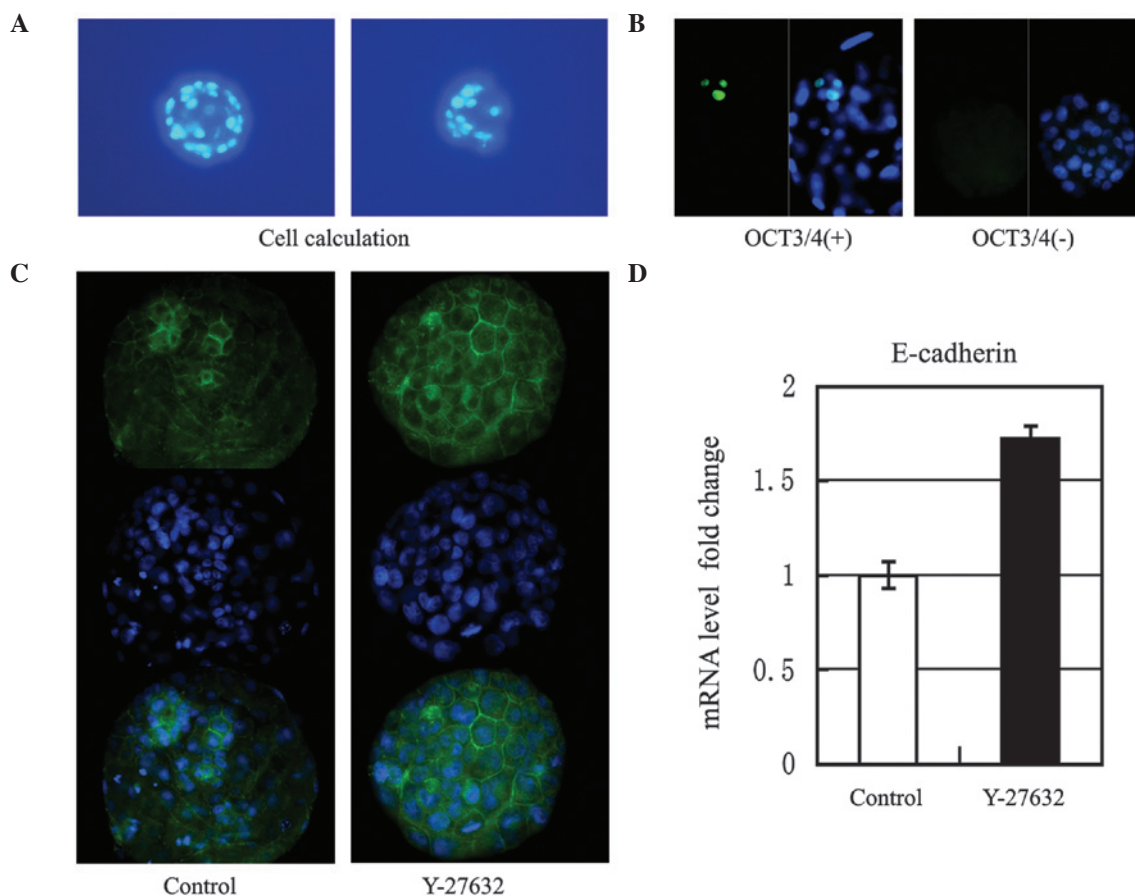 A
Cell calculation
B
OCT3/4(+)
OCT3/4(-)
C
Control
Y-27632
D
E-cadherin
mRNA level fold change
2
1.5
1
0.5
0
Control
Y-27632